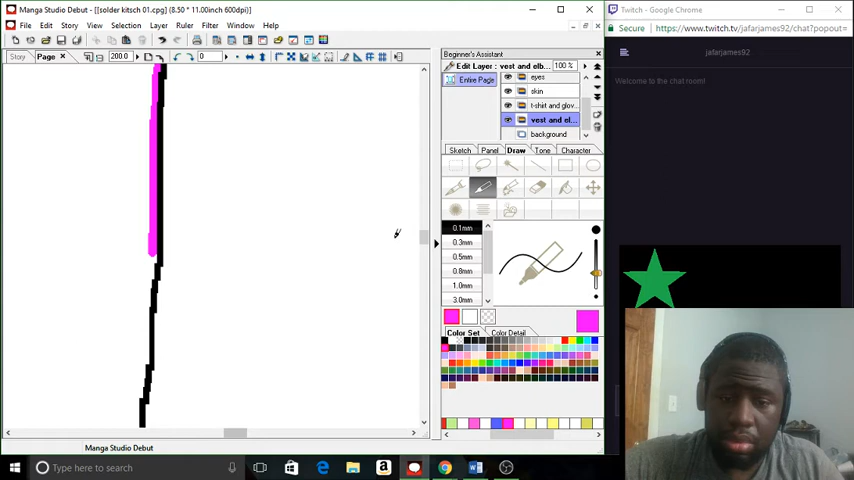 Manga Studio Debut - [[solder kitsch 01.cpg] (8.50 * 11.00inch 600dpi)]
File Edit Story View Selection Layer Ruler Filter Window Help
Story Page 200.0 0
Beginner's Assistant
Edit Layer : vest and elb... 100 %
Entire Page
eyes
skin
t-shirt and glov...
vest and el...
background
Sketch Panel Draw Tone Character
0.1mm
0.3mm
0.5mm
0.8mm
1.0mm
3.0mm
Color Set Color Detail
Manga Studio Debut
Type here to search
Twitch - Google Chrome
Secure https://www.twitch.tv/jafarjames92/chat?popout=
jafarjames92
Welcome to the chat room!